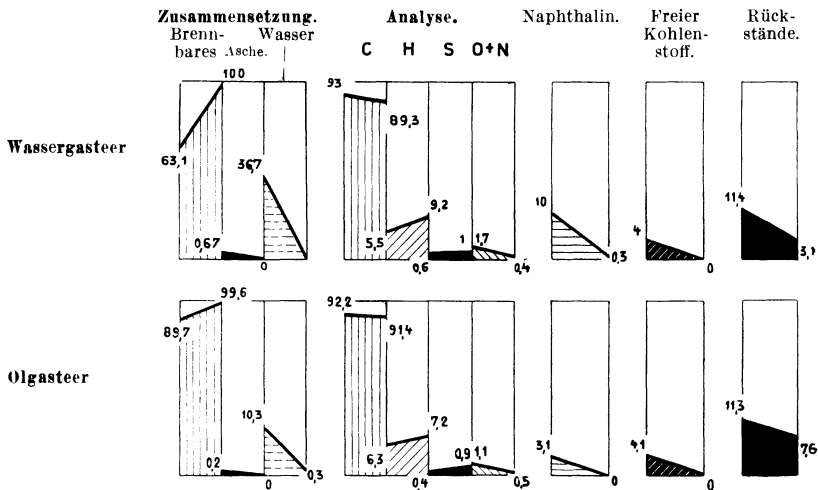 Zusammensetzung. Analyse. Naphthalin. Freier Rück-
Brenn- Wasser Kohlen- stände.
bares Asche. C H S O+N stoff.
100 93
89,3
Wassergasteer
63,1 36,7 9,2 10 11,4
0,67 5,5 1 1,7 4
0 0,6 0,4 0,3 0 3,1
99,6 92,2
89,7 91,4
Olgasteer
10,3 7,2 11,3
0,2 6,3 0,9 1,1 3,1 4,1 76
0 0,3 0,4 0,5 0 0